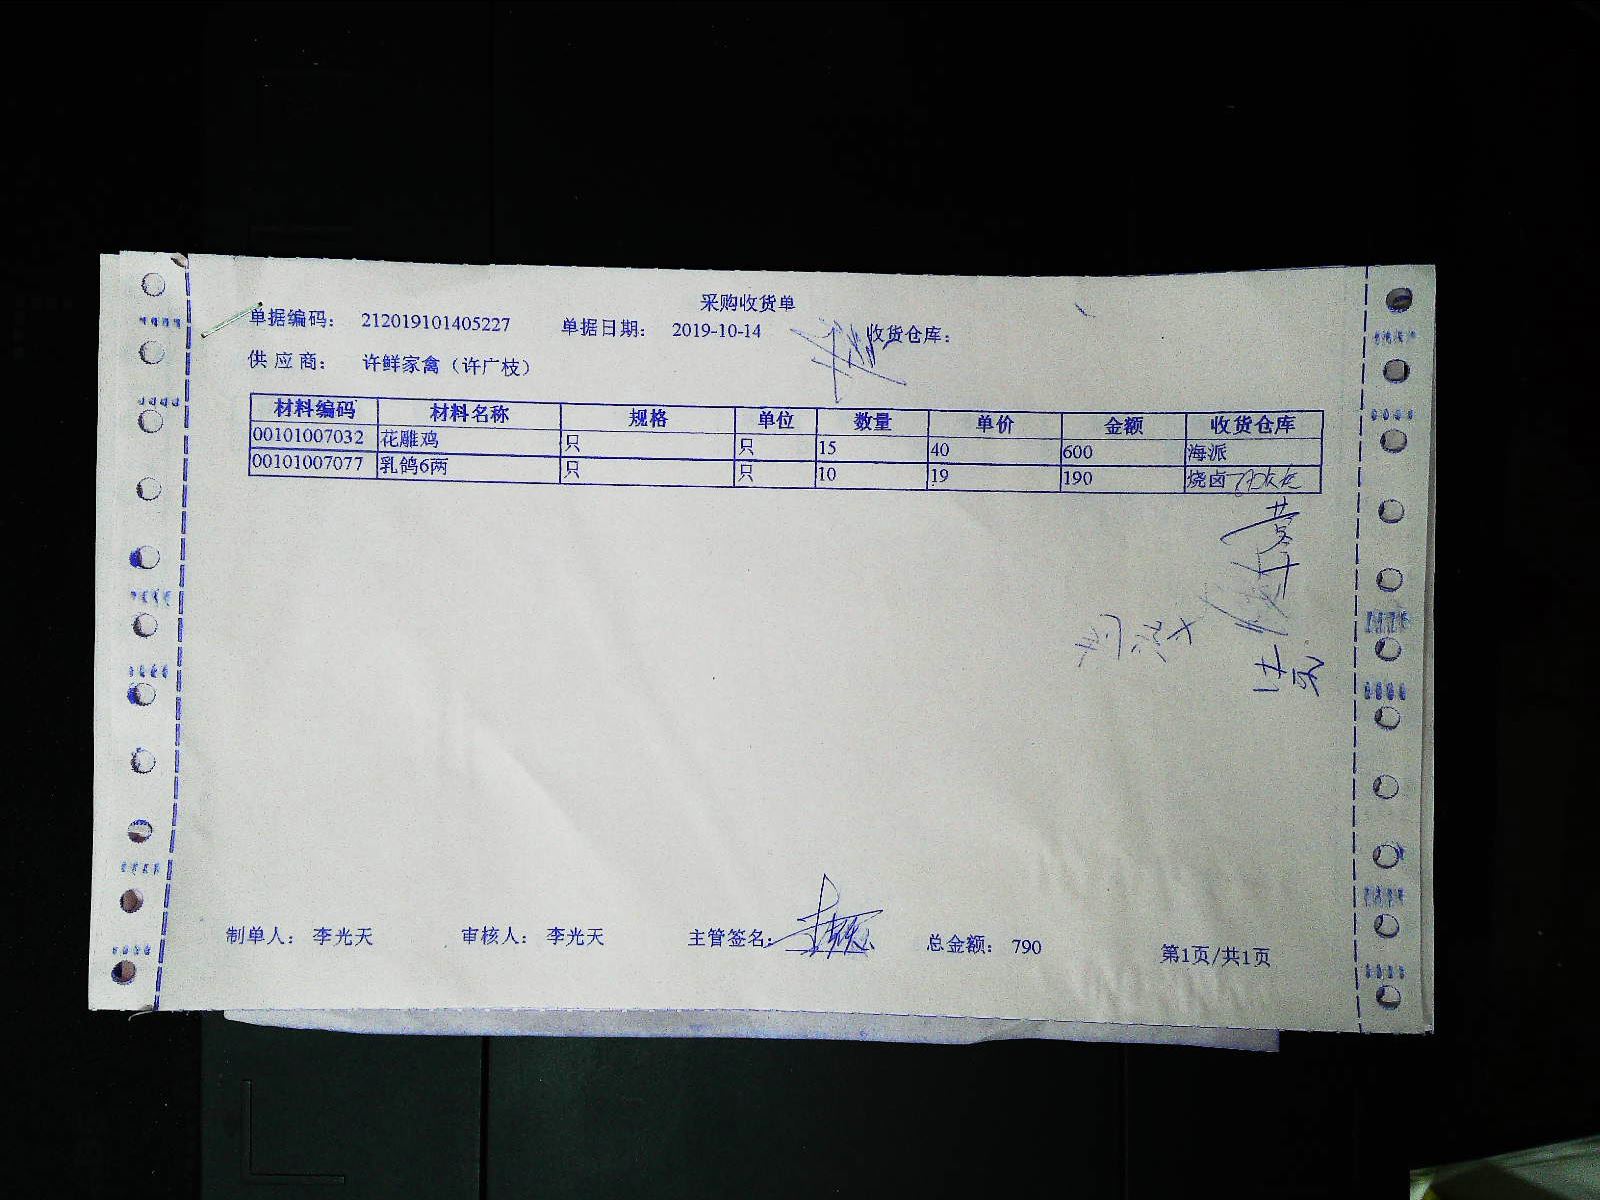 采购收货单
单据编码： 212019101405227 单据日期： 2019-10-14 收货仓库：
供 应 商： 许鲜家禽（许广枝）
材料编码 材料名称 规格 单位 数量 单价 金额 收货仓库
00101007032 花雕鸡 只 只 15 40 600 海派
00101007077 乳鸽6两 只 只 10 19 190 烧卤
制单人： 李光天 审核人： 李光天 主管签名： 总金额： 790 第1页/共1页